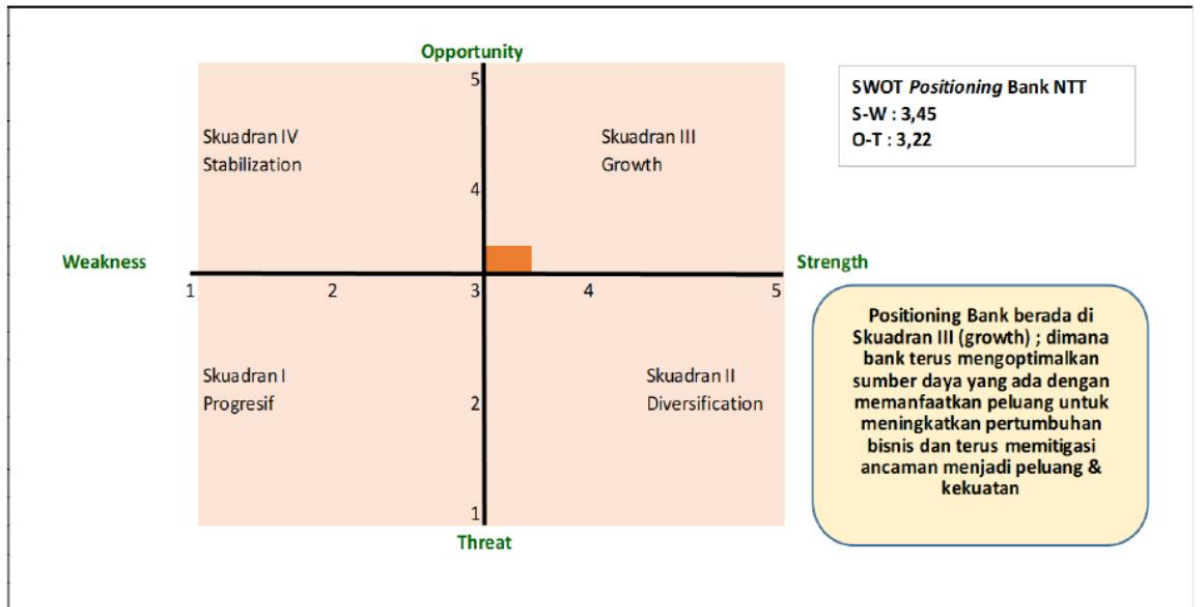 Opportunity
5
SWOT Positioning Bank NTT
S-W : 3,45
O-T : 3,22
Skuadran IV
Stabilization
Skuadran III
Growth
4
Weakness
Strength
1
2
3
4
5
Positioning Bank berada di
Skuadran III (growth) ; dimana
bank terus mengoptimalkan
sumber daya yang ada dengan
memanfaatkan peluang untuk
meningkatkan pertumbuhan
bisnis dan terus memitigasi
ancaman menjadi peluang &
kekuatan
Skuadran I
Progresif
Skuadran II
Diversification
2
1
Threat